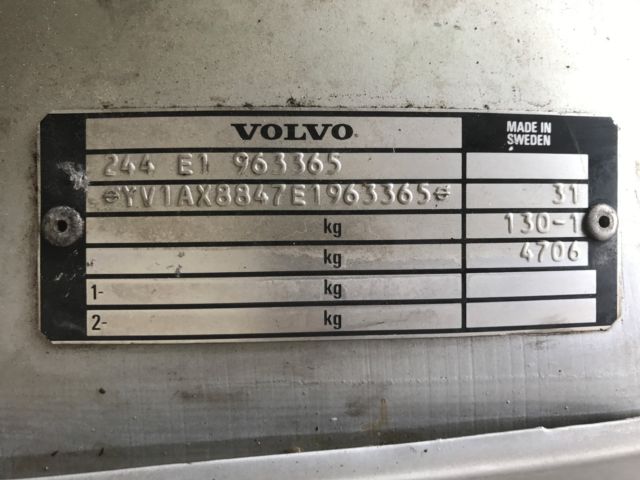 VOLVO MADE IN
SWEDEN
244 E1 963365
YV1AX8847E1963365 31
kg 130-1
kg 4706
1- kg
2- kg